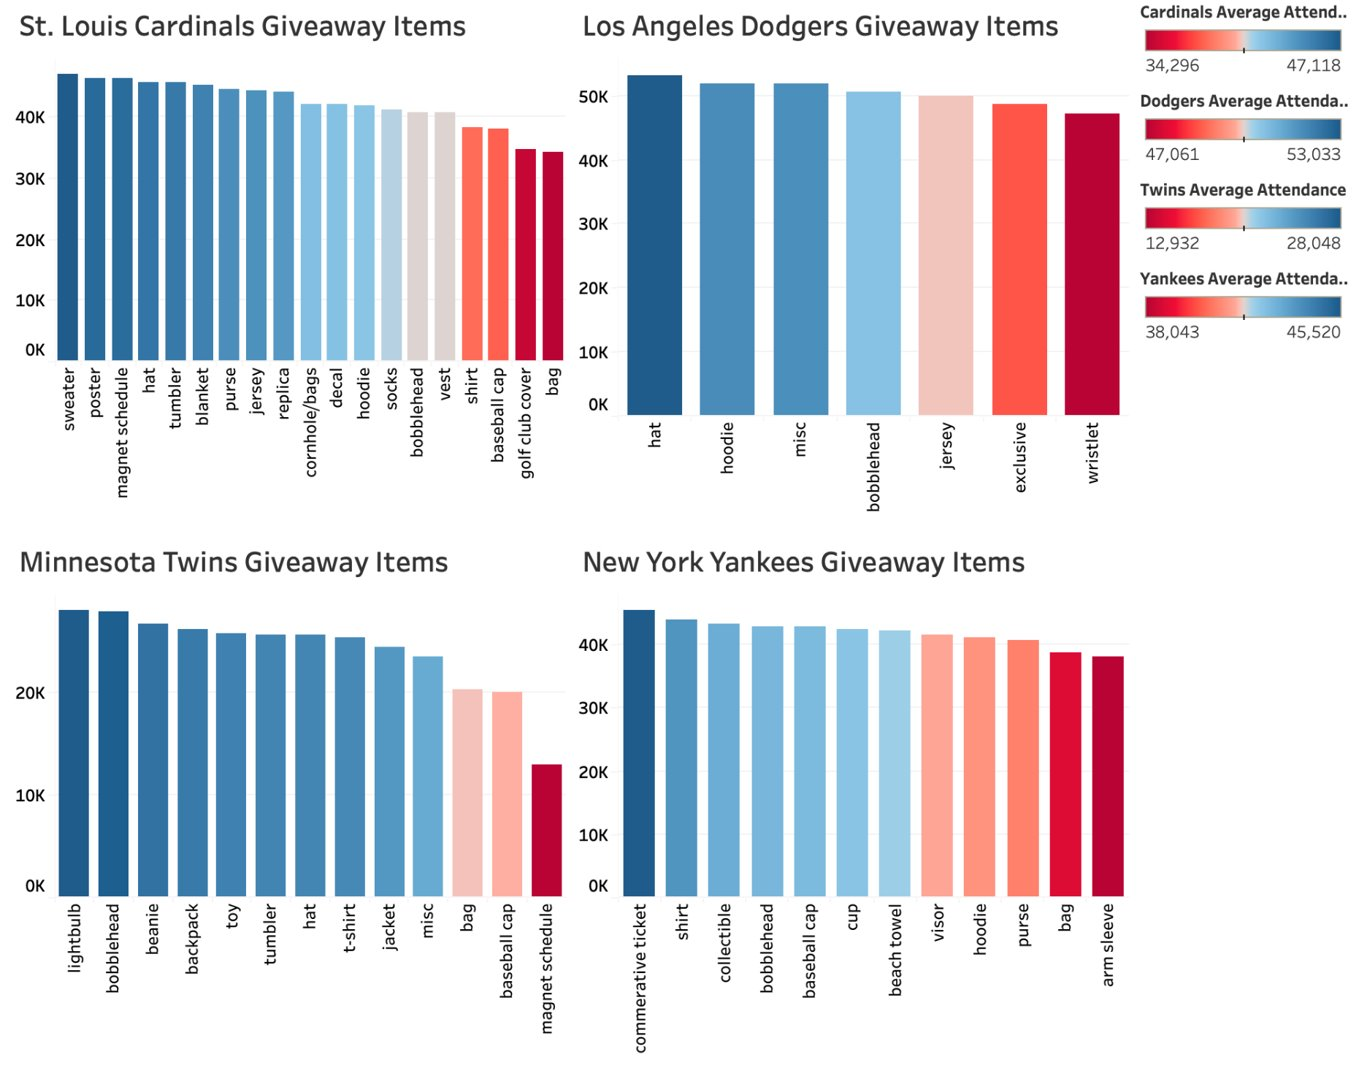 St. Louis Cardinals Giveaway Items
40K
30K
20K
10K
0K
sweater
poster
magnet schedule
hat
tumbler
blanket
purse
jersey
replica
cornhole/bags
decal
hoodie
socks
bobblehead
vest
shirt
baseball cap
golf club cover
bag
Los Angeles Dodgers Giveaway Items
50K
40K
30K
20K
10K
0K
hat
hoodie
misc
bobblehead
jersey
exclusive
wristlet
Cardinals Average Attend..
34,296 47,118
Dodgers Average Attenda..
47,061 53,033
Twins Average Attendance
12,932 28,048
Yankees Average Attenda..
38,043 45,520
Minnesota Twins Giveaway Items
20K
10K
0K
lightbulb
bobblehead
beanie
backpack
toy
tumbler
hat
t-shirt
jacket
misc
bag
baseball cap
magnet schedule
New York Yankees Giveaway Items
40K
30K
20K
10K
0K
commerative ticket
shirt
collectible
bobblehead
baseball cap
cup
beach towel
visor
hoodie
purse
bag
arm sleeve